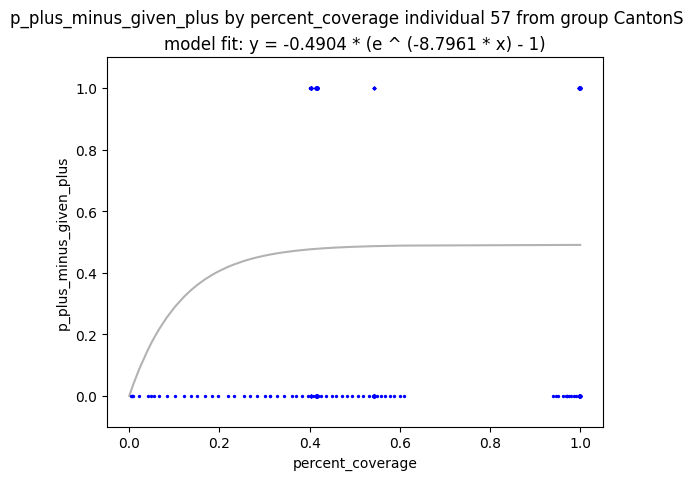 p_plus_minus_given_plus by percent_coverage individual 57 from group CantonS
model fit: y = -0.4904 * (e ^ (-8.7961 * x) - 1)
1.0
0.8
0.6
0.4
0.2
0.0
p_plus_minus_given_plus
0.0 0.2 0.4 0.6 0.8 1.0
percent_coverage